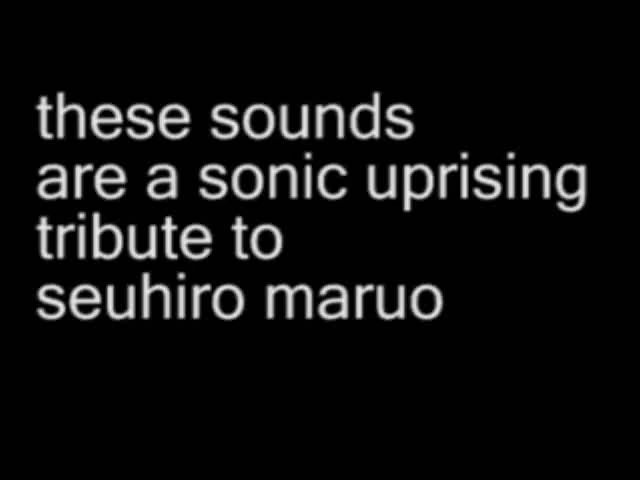 these sounds
are a sonic uprising
tribute to
seuhiro maruo